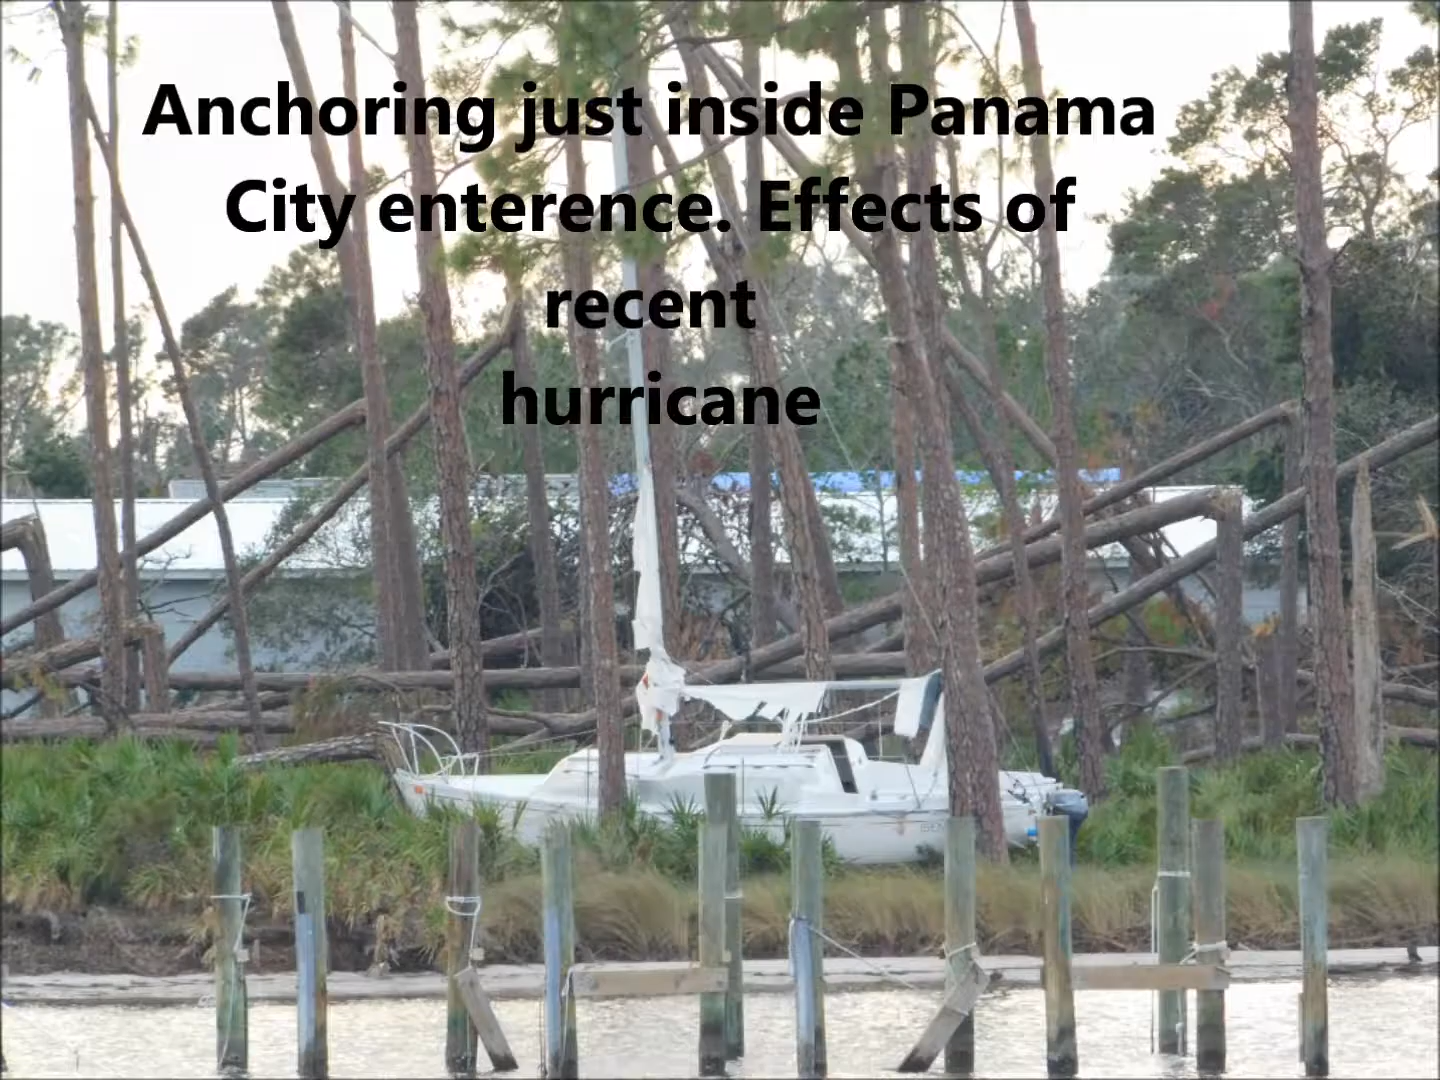 Anchoring just inside Panama
City enterence. Effects of
recent
hurricane